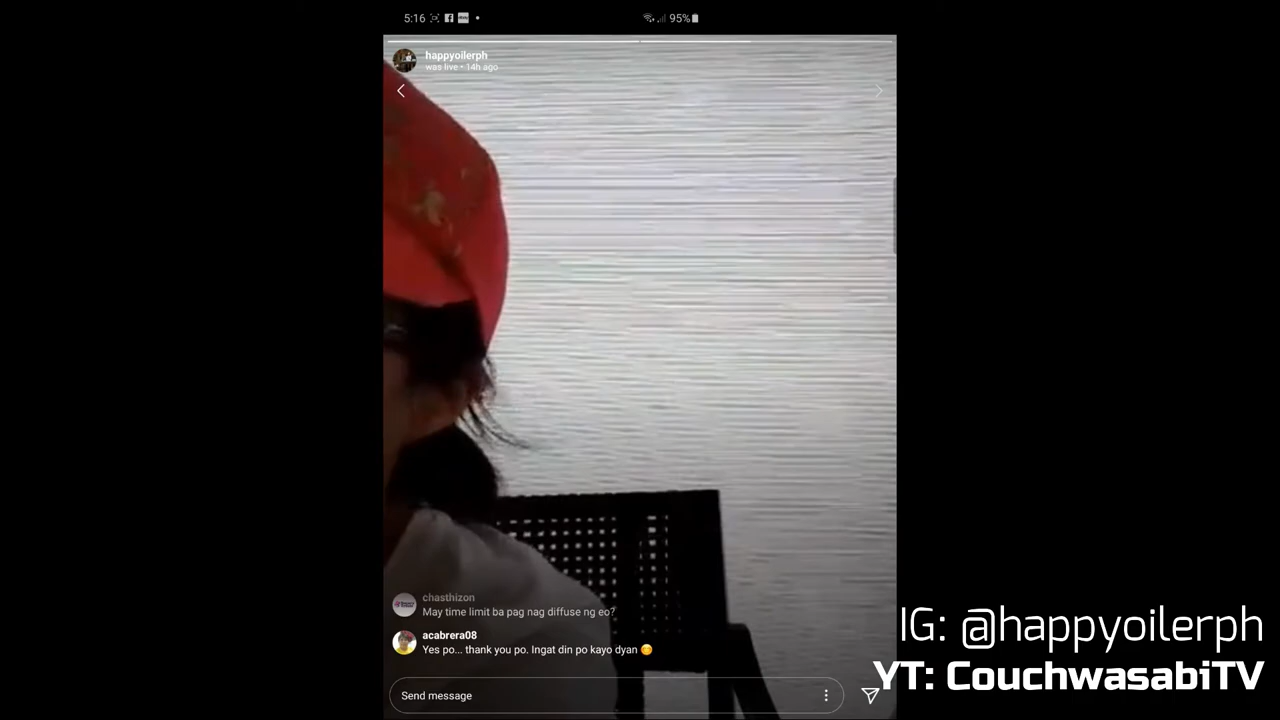 5:16
95%
happyoilerph
was live • 14h ago
chasthizon
May time limit ba pag nag diffuse ng eo?
acabrera08
Yes po... thank you po. Ingat din po kayo dyan 😊
Send message
IG: @happyoilerph
YT: CouchwasabiTV